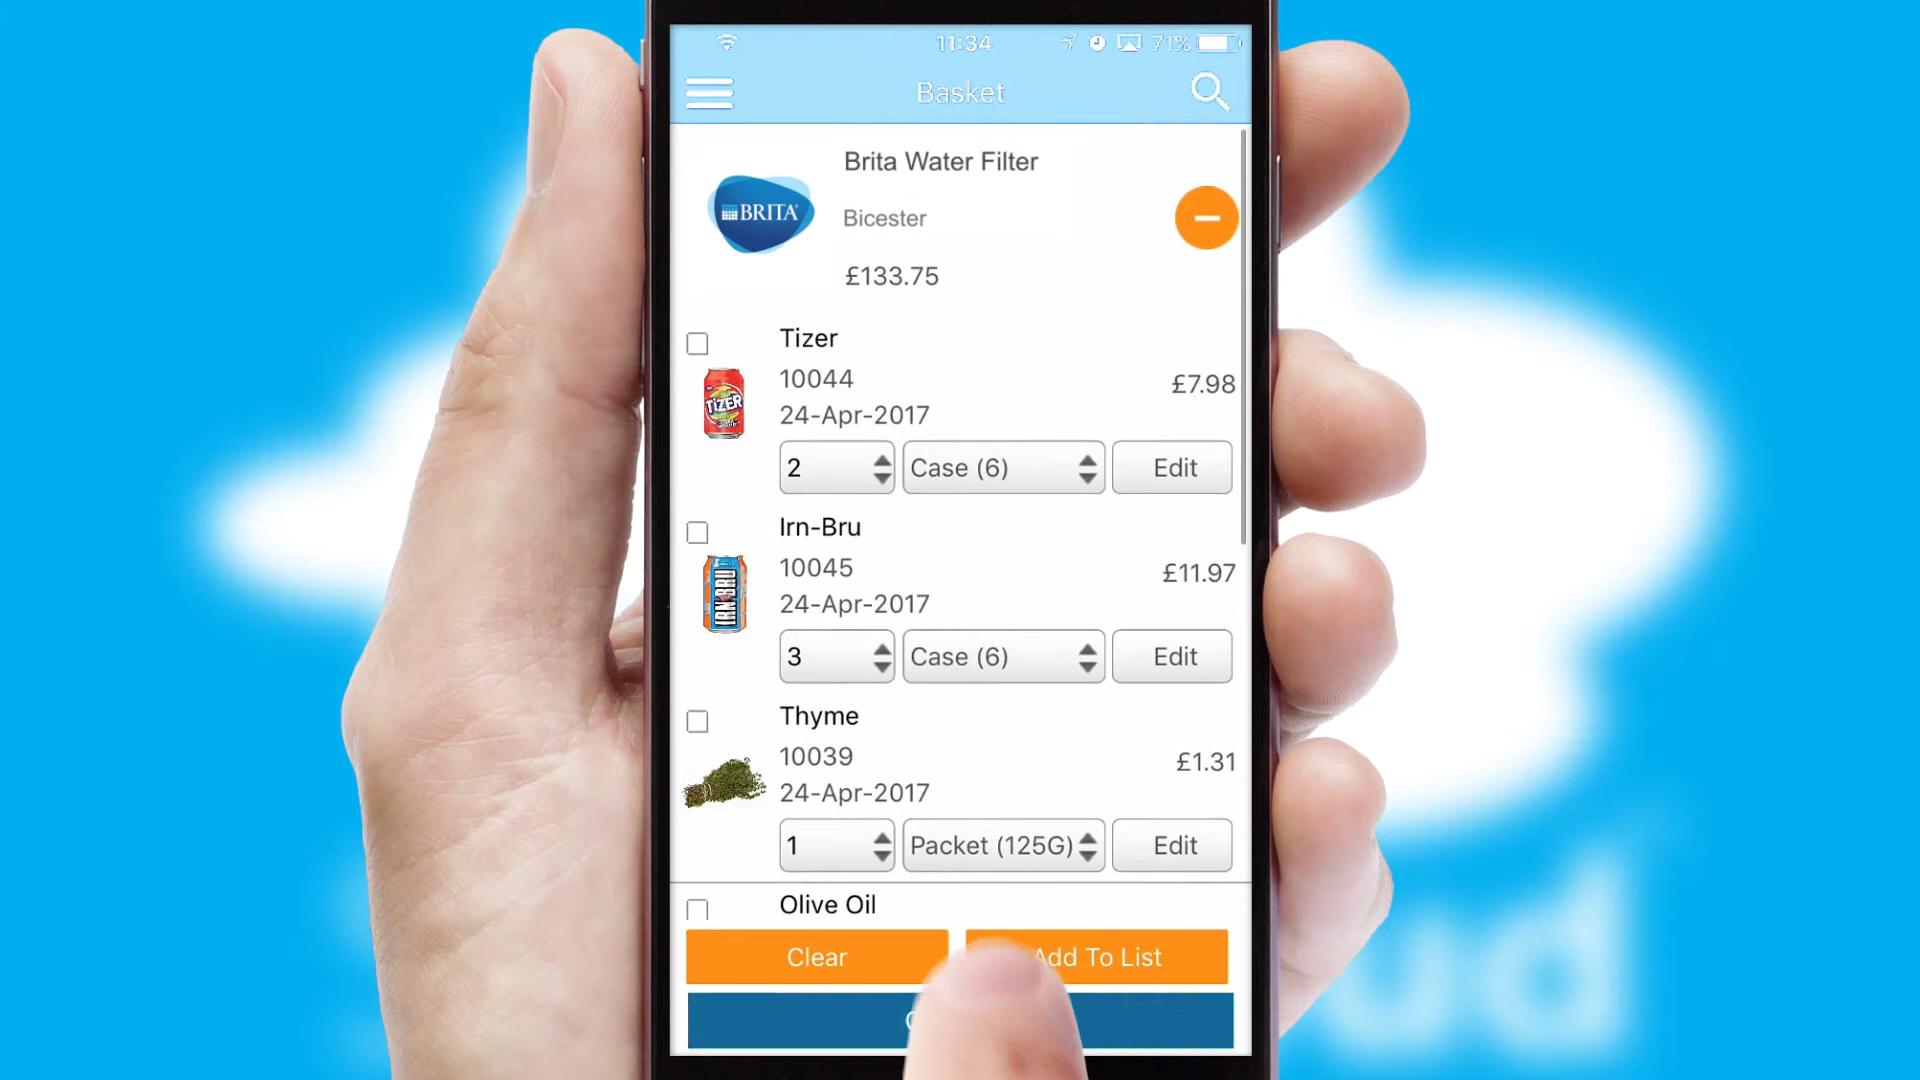 11:34
71%
Basket
Brita Water Filter
BRITA
Bicester
£133.75
Tizer
10044
£7.98
TIZER
24-Apr-2017
2
Case (6)
Edit
Irn-Bru
10045
£11.97
IRN-BRU
24-Apr-2017
3
Case (6)
Edit
Thyme
10039
£1.31
24-Apr-2017
1
Packet (125G)
Edit
Olive Oil
Clear
Add To List
ud